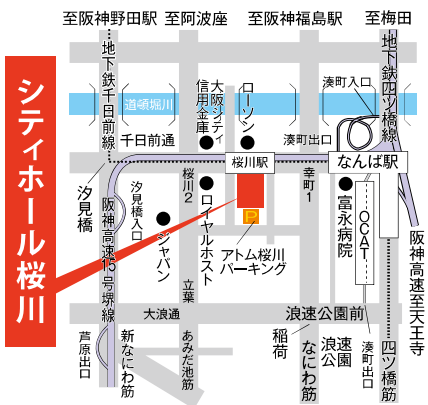 至阪神野田駅
至阿波座
至阪神福島駅
至梅田
地下鉄千日前線
大阪シティ
信用金庫
ローソン
湊町入口
地下鉄四ツ橋線
道頓堀川
千日前通
湊町出口
シティホール桜川
桜川駅
なんば駅
汐見橋
汐見橋入口
桜川2
ロイヤルホスト
幸町1
富永病院
OCAT
ジャパン
P
アトム桜川
パーキング
阪神高速15号堺線
阪神高速至天王寺
立葉
大浪通
浪速公園前
芦原出口
新なにわ筋
あみだ池筋
稲荷
なにわ筋
浪速
公園
湊町出口
四ツ橋筋